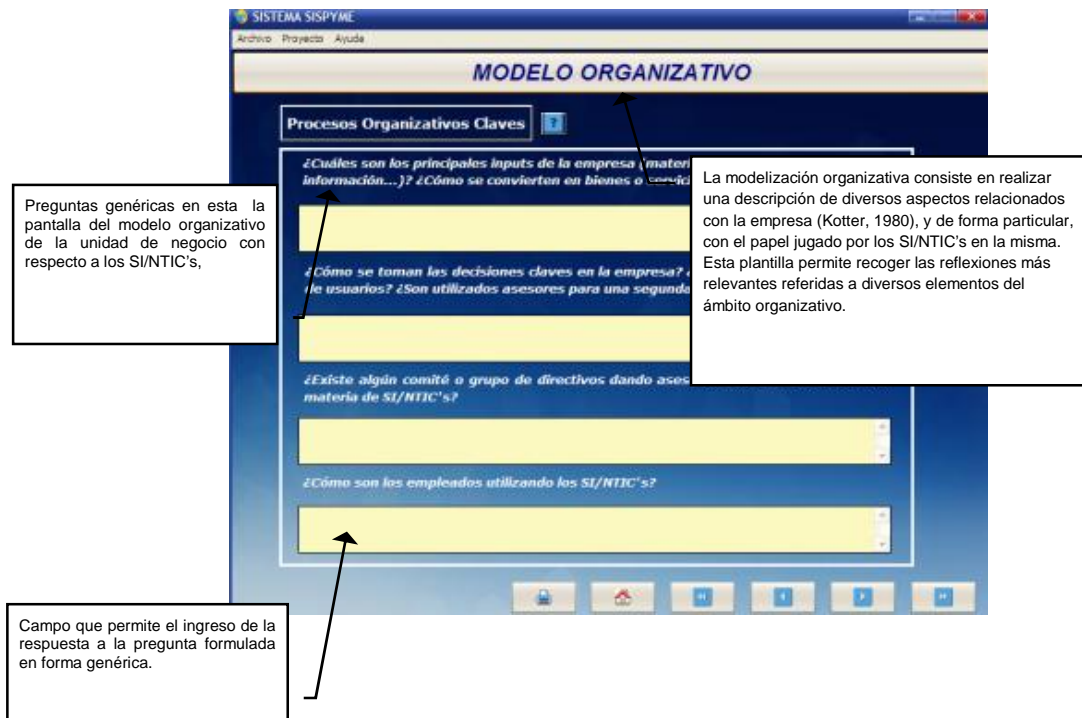 SISTEMA SISPYME
Archivo Proyecto Ayuda
MODELO ORGANIZATIVO
Procesos Organizativos Claves ?
¿Cuáles son los principales inputs de la empresa (materi
información...)? ¿Cómo se convierten en bienes o servici
La modelización organizativa consiste en realizar
una descripción de diversos aspectos relacionados
con la empresa (Kotter, 1980), y de forma particular,
con el papel jugado por los SI/NTIC's en la misma.
Esta plantilla permite recoger las reflexiones más
relevantes referidas a diversos elementos del
ámbito organizativo.
Preguntas genéricas en esta la
pantalla del modelo organizativo
de la unidad de negocio con
respecto a los SI/NTIC's,
¿Cómo se toman las decisiones claves en la empresa? ¿
de usuarios? ¿Son utilizados asesores para una segunda
¿Existe algún comité o grupo de directivos dando ases
materia de SI/NTIC's?
¿Cómo son los empleados utilizando los SI/NTIC's?
Campo que permite el ingreso de la
respuesta a la pregunta formulada
en forma genérica.